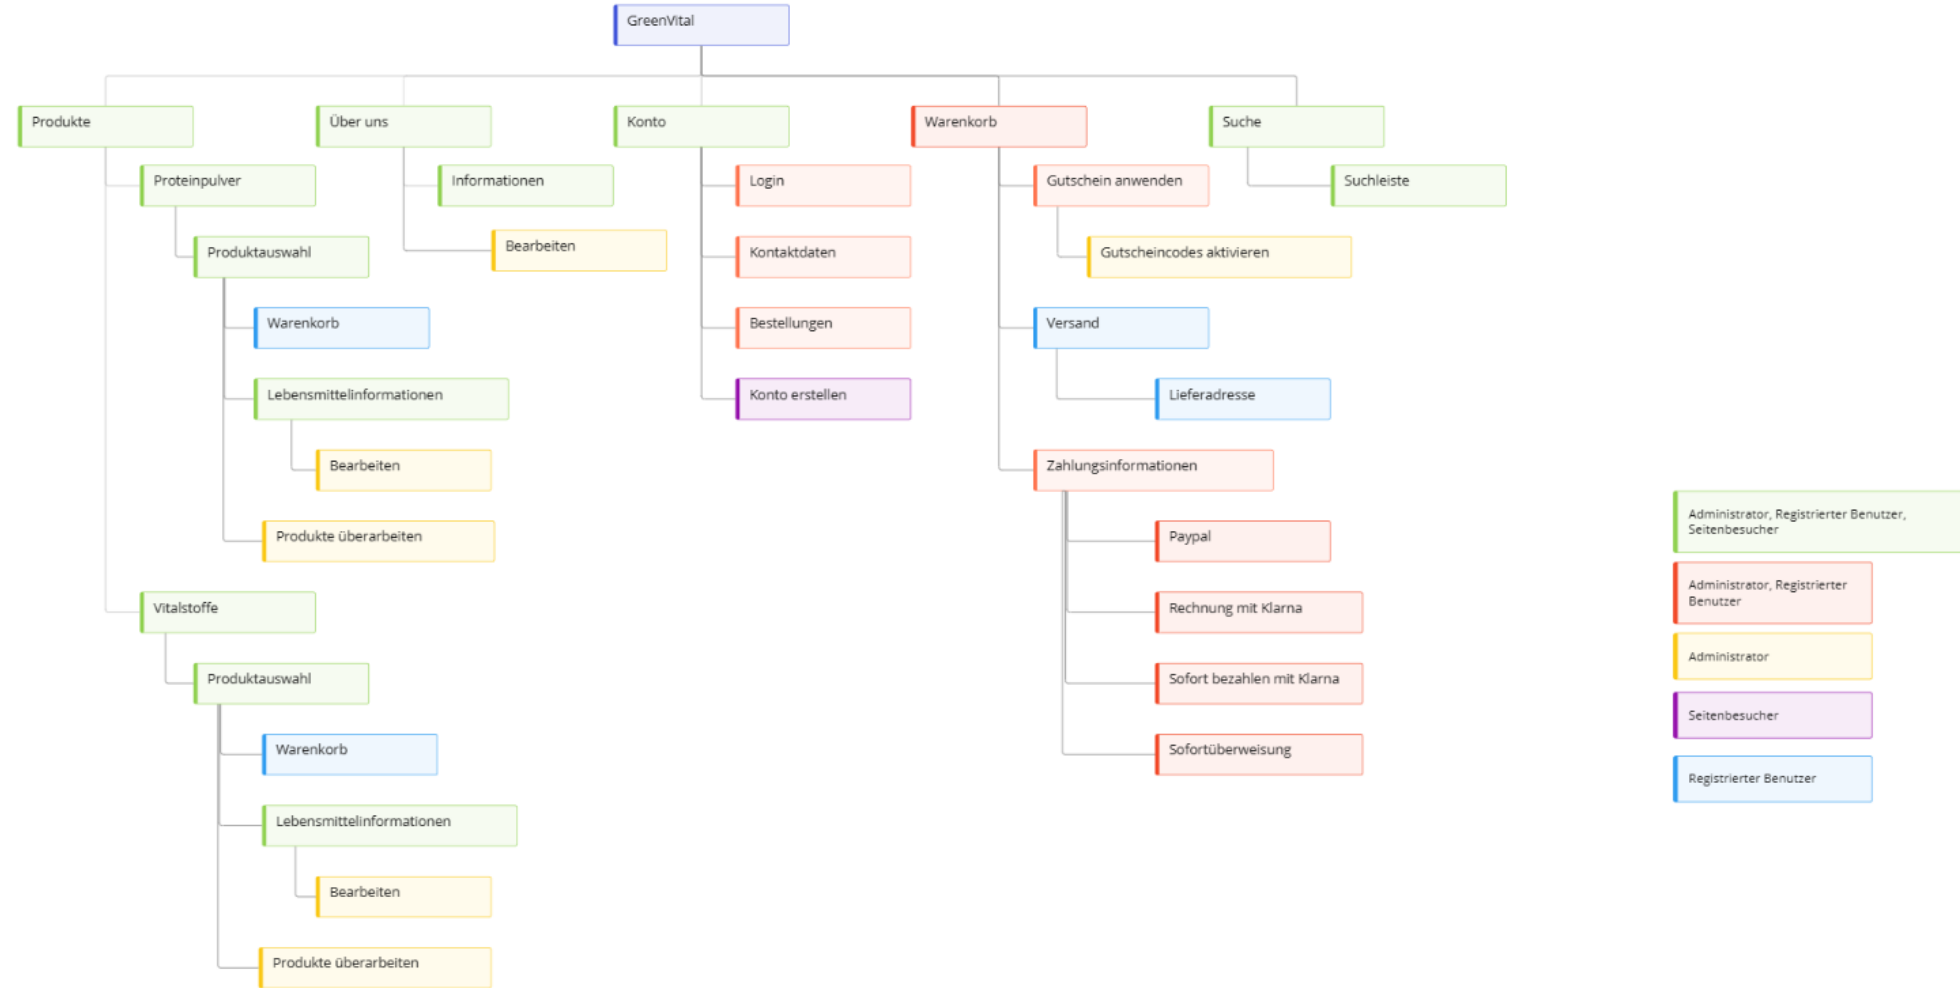 GreenVital
Produkte
Über uns
Konto
Warenkorb
Suche
Proteinpulver
Informationen
Login
Gutschein anwenden
Suchleiste
Produktauswahl
Bearbeiten
Kontaktdaten
Gutscheincodes aktivieren
Warenkorb
Bestellungen
Versand
Lebensmittelinformationen
Konto erstellen
Lieferadresse
Bearbeiten
Zahlungsinformationen
Produkte überarbeiten
Paypal
Vitalstoffe
Rechnung mit Klarna
Produktauswahl
Sofort bezahlen mit Klarna
Warenkorb
Sofortüberweisung
Lebensmittelinformationen
Bearbeiten
Produkte überarbeiten
Administrator, Registrierter Benutzer,
Seitenbesucher
Administrator, Registrierter
Benutzer
Administrator
Seitenbesucher
Registrierter Benutzer